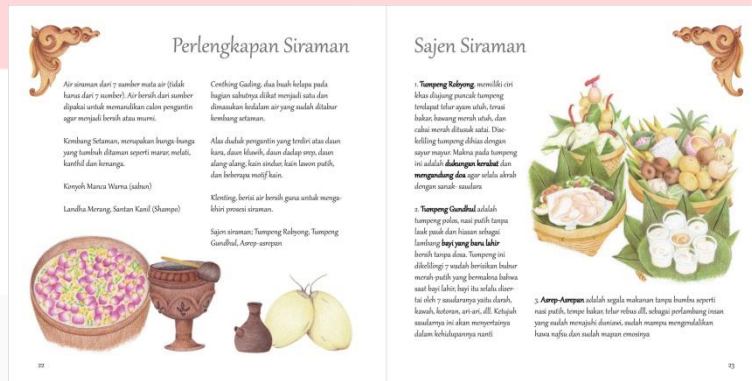 Perlengkapan Siraman
Air siraman dari 7 sumber mata air (tidak
harus dari 7 sumber). Air bersih dari sumber
dipakai untuk memandikan calon pengantin
agar menjadi bersih atau murni.
Kembang Setaman, merupakan bunga-bunga
yang tumbuh ditaman seperti mawar, melati,
kanthil dan kenanga.
Konyoh Manca Warna (sabun)
Landha Merang, Santan Kanil (Shampo)
Centhing Gading, dua buah kelapa pada
bagian sabutnya diikat menjadi satu dan
dimasukan kedalam air yang sudah ditabur
kembang setaman.
Alas duduk pengantin yang terdiri atas daun
kara, daun kluwih, daun dadap srep, daun
alang-alang, kain sindur, kain lawon putih,
dan beberapa motif kain.
Klenting, berisi air bersih guna untuk menga-
khiri prosesi siraman.
Sajen siraman; Tumpeng Robyong, Tumpeng
Gundhul, Asrep-asrepan
22
Sajen Siraman
1. Tumpeng Robyong, memiliki ciri
khas diujung puncak tumpeng
terdapat telur ayam utuh, terasi
bakar, bawang merah utuh, dan
cabai merah ditusuk satai. Dise-
keliling tumpeng dihias dengan
sayur mayur. Makna pada tumpeng
ini adalah dukungan kerabat dan
mengandung doa agar selalu akrab
dengan sanak- saudara
2. Tumpeng Gundhul adalah
tumpeng polos, nasi putih tanpa
lauk pauk dan hiasan sebagai
lambang bayi yang baru lahir
bersih tanpa dosa. Tumpeng ini
dikelilingi 7 wadah berisikan bubur
merah-putih yang bermakna bahwa
saat bayi lahir, bayi itu selalu diser-
tai oleh 7 saudaranya yaitu darah,
kawah, kotoran, ari-ari, dll. Ketujuh
saudarnya ini akan menyertainya
dalam kehidupannya nanti
3. Asrep-Asrepan adalah segala makanan tanpa bumbu seperti
nasi putih, tempe bakar, telur rebus dll, sebagai perlambang insan
yang sudah menjauhi duniawi, sudah mampu mengendalikan
hawa nafsu dan sudah mapan emosinya
23